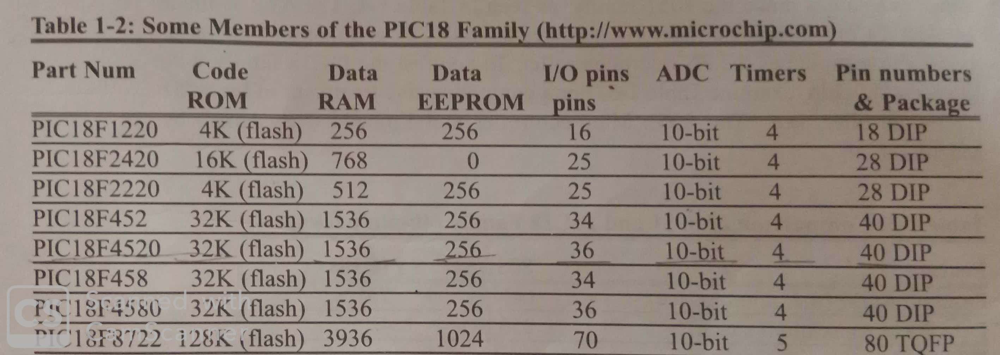 Table 1-2: Some Members of the PIC18 Family (http://www.microchip.com)
Part Num Code Data Data I/O pins ADC Timers Pin numbers
ROM RAM EEPROM pins & Package
PIC18F1220 4K (flash) 256 256 16 10-bit 4 18 DIP
PIC18F2420 16K (flash) 768 0 25 10-bit 4 28 DIP
PIC18F2220 4K (flash) 512 256 25 10-bit 4 28 DIP
PIC18F452 32K (flash) 1536 256 34 10-bit 4 40 DIP
PIC18F4520 32K (flash) 1536 256 36 10-bit 4 40 DIP
PIC18F458 32K (flash) 1536 256 34 10-bit 4 40 DIP
PIC18F4580 32K (flash) 1536 256 36 10-bit 4 40 DIP
PIC18F8722 128K (flash) 3936 1024 70 10-bit 5 80 TQFP
CS Scanned with
CamScanner